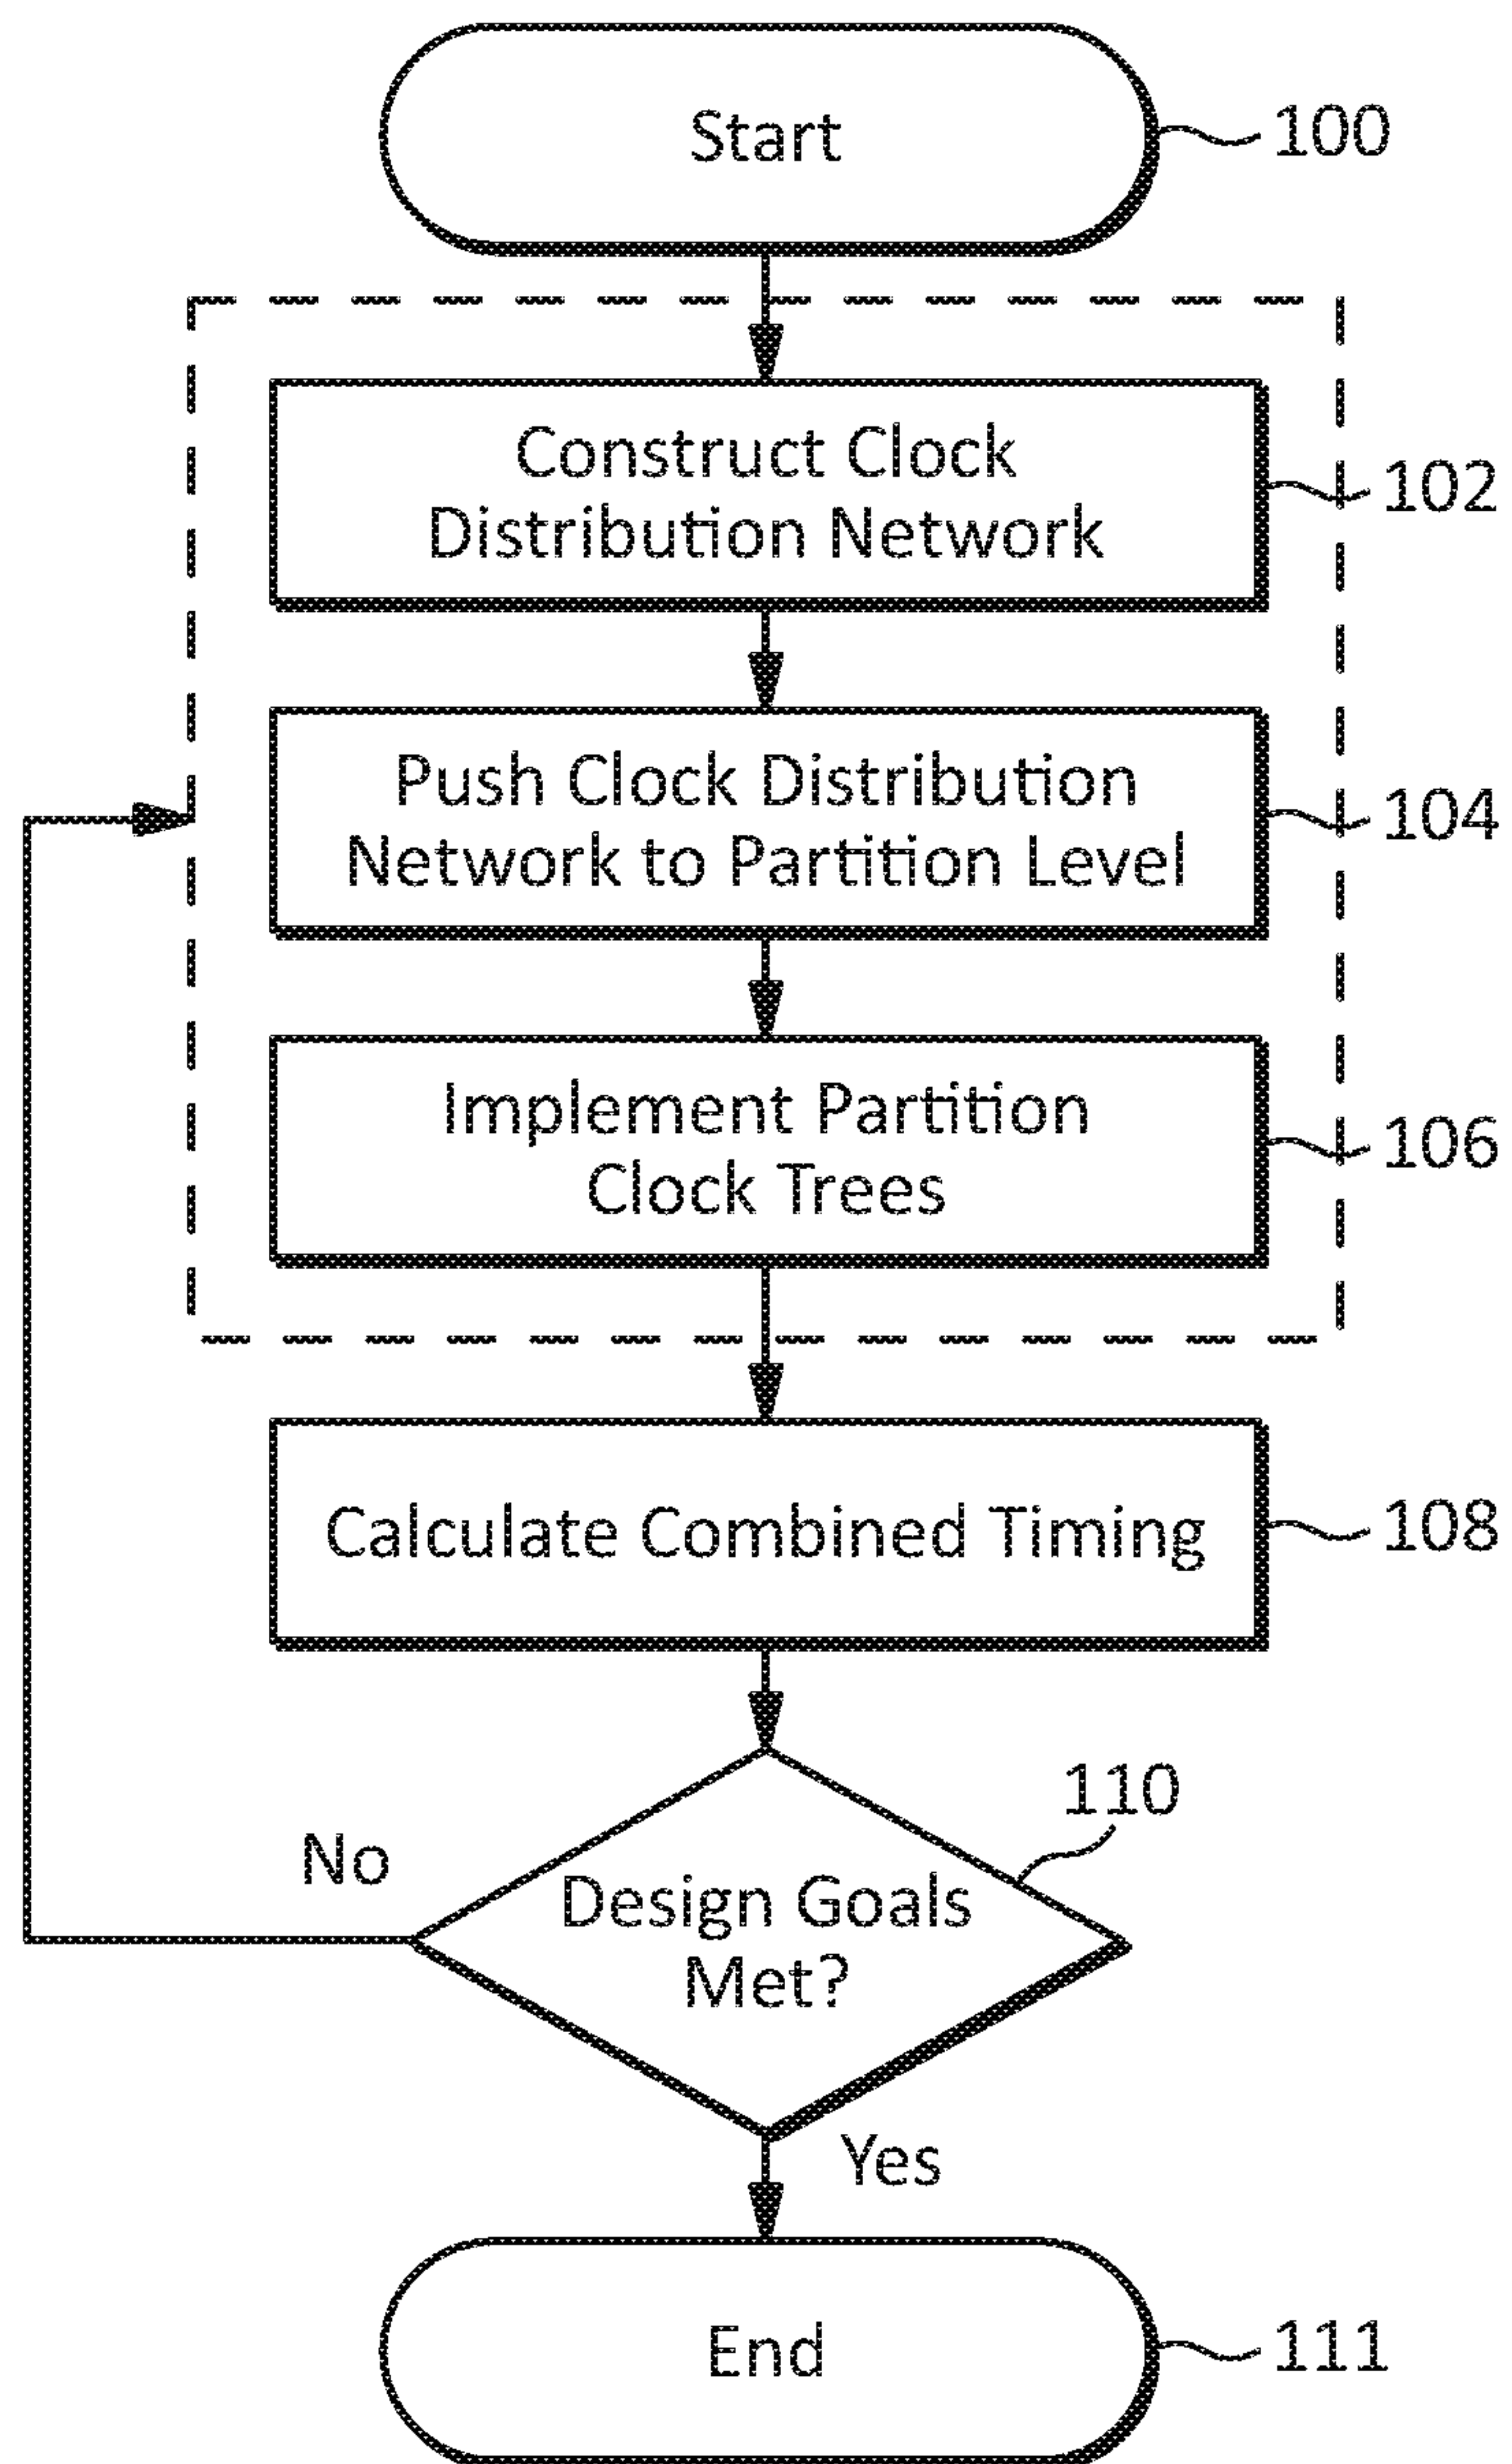 Start
100
Construct Clock
Distribution Network
102
Push Clock Distribution
Network to Partition Level
104
Implement Partition
Clock Trees
106
Calculate Combined Timing
108
110
No
Design Goals
Met?
Yes
End
111